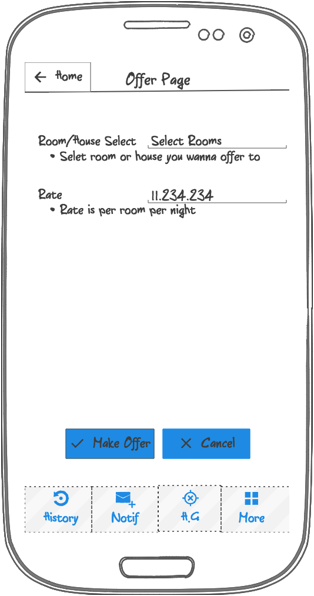 Home
Offer Page
Room/House Select Select Rooms
• Selet room or house you wanna offer to
Rate 11.234.234
• Rate is per room per night
Make Offer Cancel
History Notif A,G More